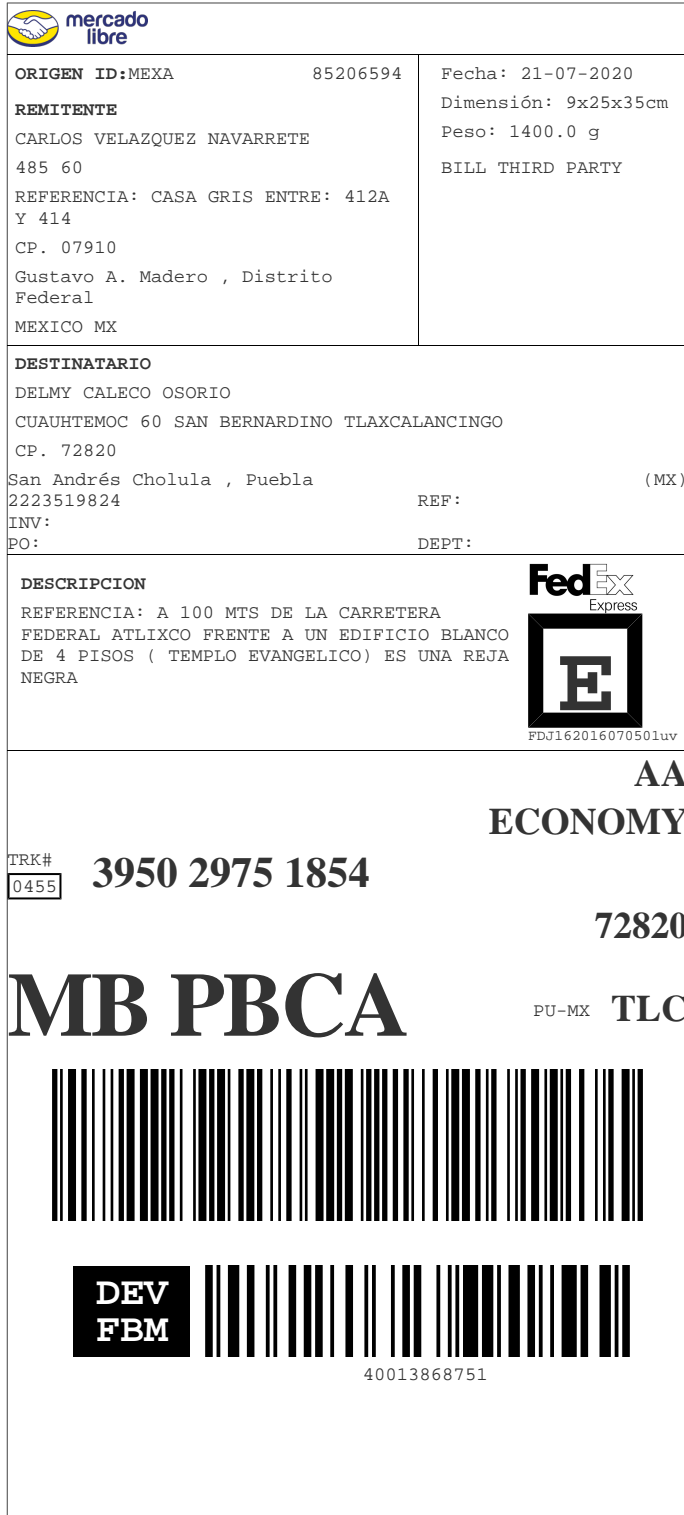 mercado
libre
ORIGEN ID:MEXA 85206594
REMITENTE
CARLOS VELAZQUEZ NAVARRETE
485 60
REFERENCIA: CASA GRIS ENTRE: 412A
Y 414
CP. 07910
Gustavo A. Madero , Distrito
Federal
MEXICO MX
Fecha: 21-07-2020
Dimensión: 9x25x35cm
Peso: 1400.0 g
BILL THIRD PARTY
DESTINATARIO
DELMY CALECO OSORIO
CUAUHTEMOC 60 SAN BERNARDINO TLAXCALANCINGO
CP. 72820
San Andrés Cholula , Puebla (MX)
2223519824 REF:
INV:
PO: DEPT:
DESCRIPCION
REFERENCIA: A 100 MTS DE LA CARRETERA
FEDERAL ATLIXCO FRENTE A UN EDIFICIO BLANCO
DE 4 PISOS ( TEMPLO EVANGELICO) ES UNA REJA
NEGRA
FedEx
Express
E
FDJ162016070501uv
AA
ECONOMY
TRK#
0455 3950 2975 1854
72820
MB PBCA PU-MX TLC
DEV
FBM
40013868751